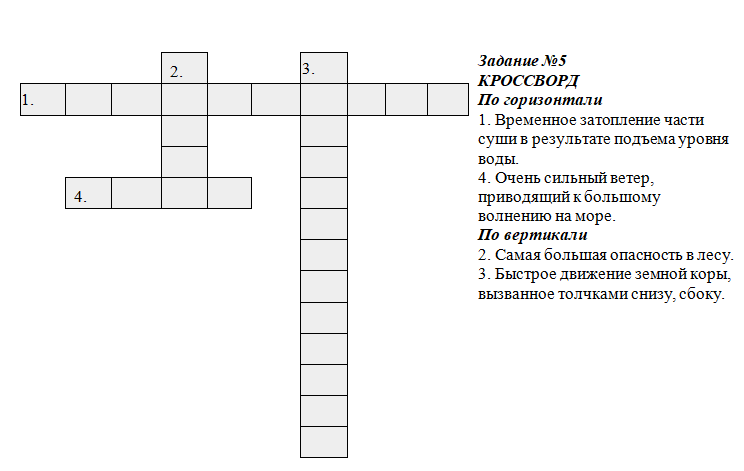 2.
3.
1.
4.
Задание №5
КРОССВОРД
По горизонтали
1. Временное затопление части
суши в результате подъема уровня
воды.
4. Очень сильный ветер,
приводящий к большому
волнению на море.
По вертикали
2. Самая большая опасность в лесу.
3. Быстрое движение земной коры,
вызванное толчками снизу, сбоку.